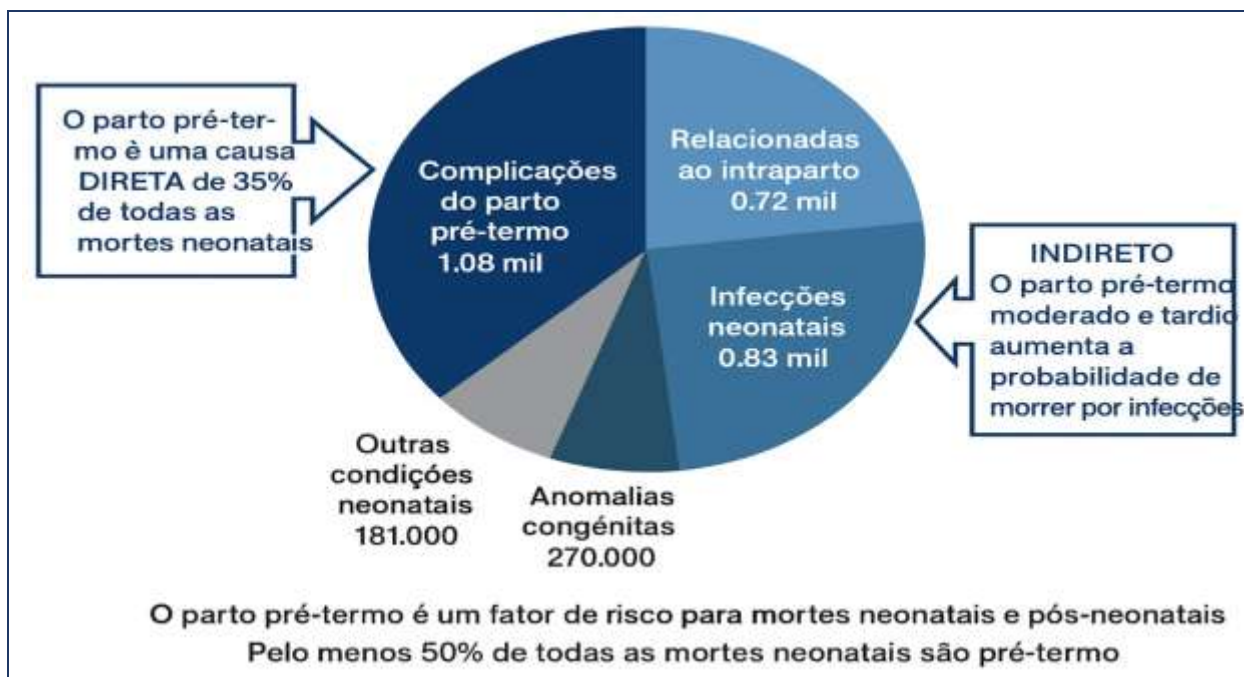 O parto pré-ter-
mo è uma causa
DIRETA de 35%
de todas as
mortes neonatais
Complicações
do parto
pré-termo
1.08 mil
Relacionadas
ao intraparto
0.72 mil
Infecções
neonatais
0.83 mil
INDIRETO
O parto pré-termo
moderado e tardio
aumenta a
probabilidade de
morrer por infecções
Outras
condições
neonatais
181.000
Anomalias
congénitas
270.000
O parto pré-termo é um fator de risco para mortes neonatais e pós-neonatais
Pelo menos 50% de todas as mortes neonatais são pré-termo